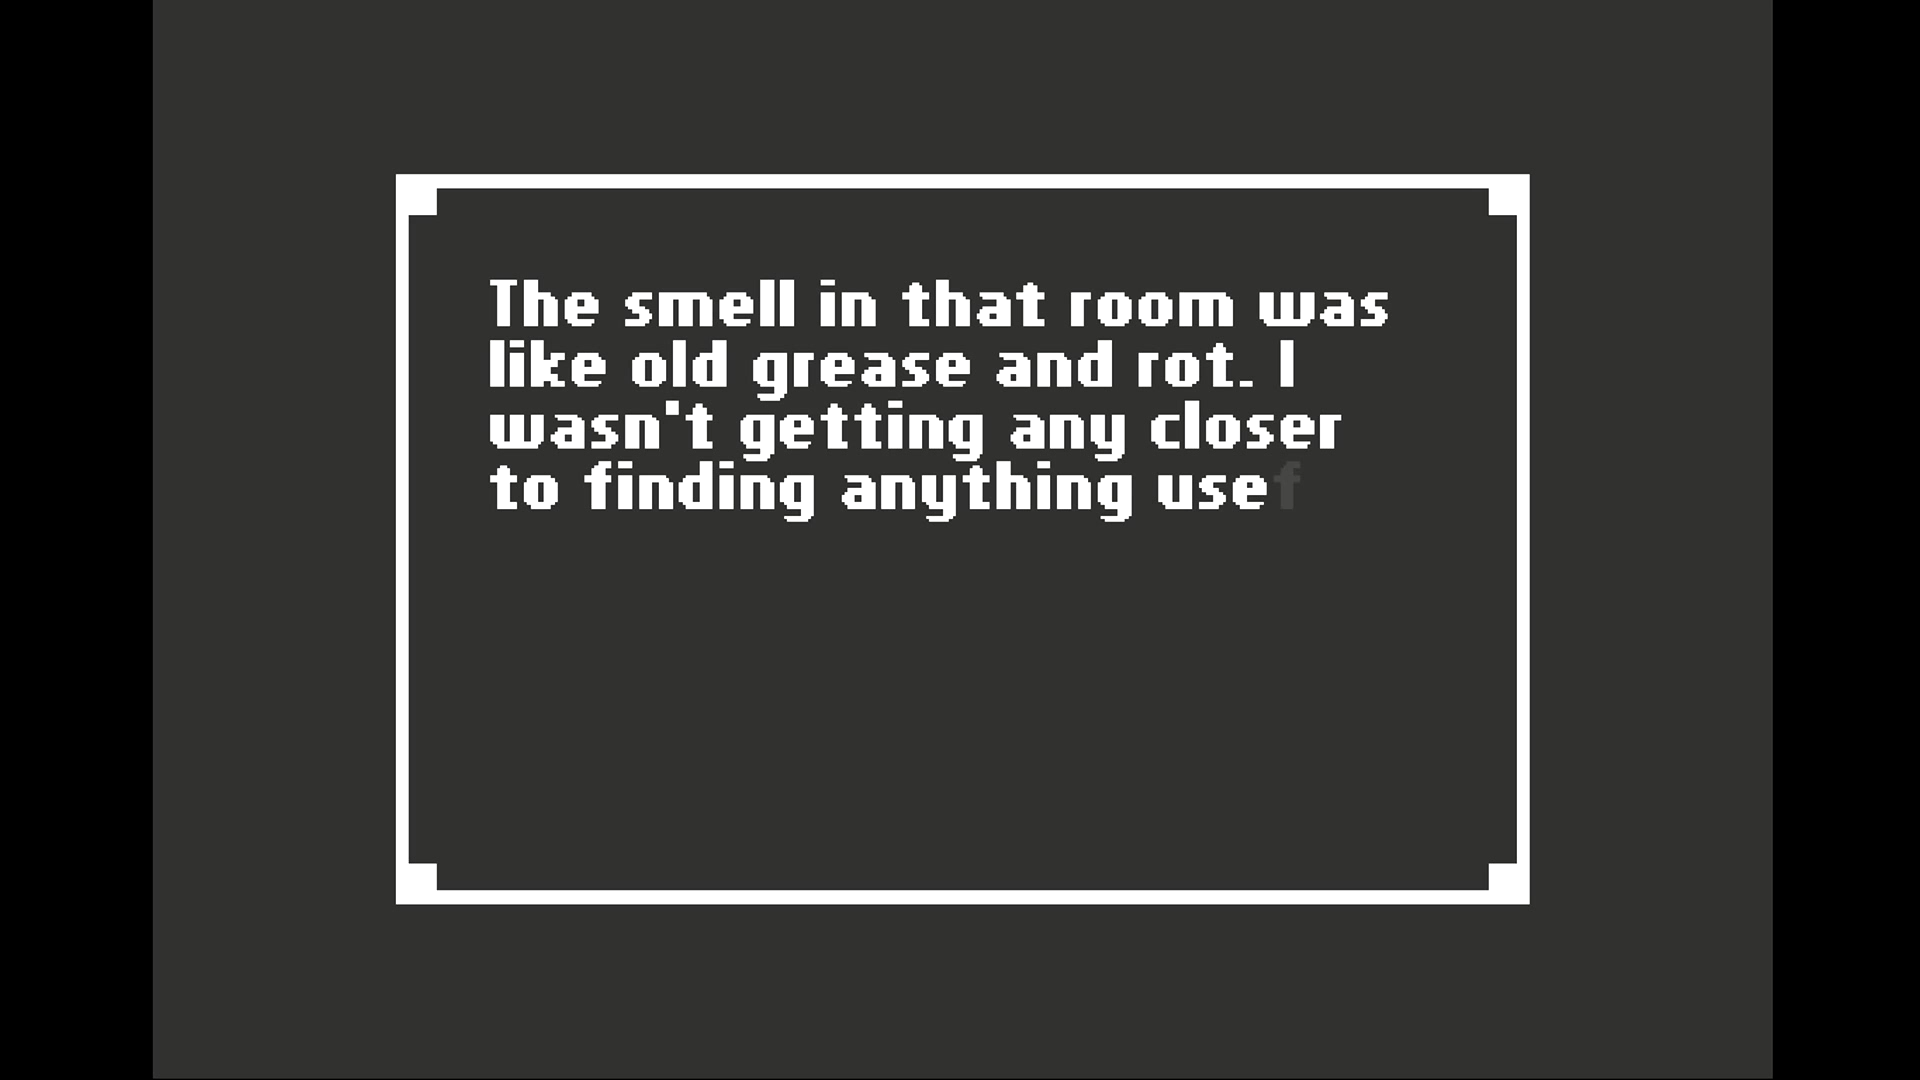 The smell in that room was
like old grease and rot. I
wasn't getting any closer
to finding anything usef